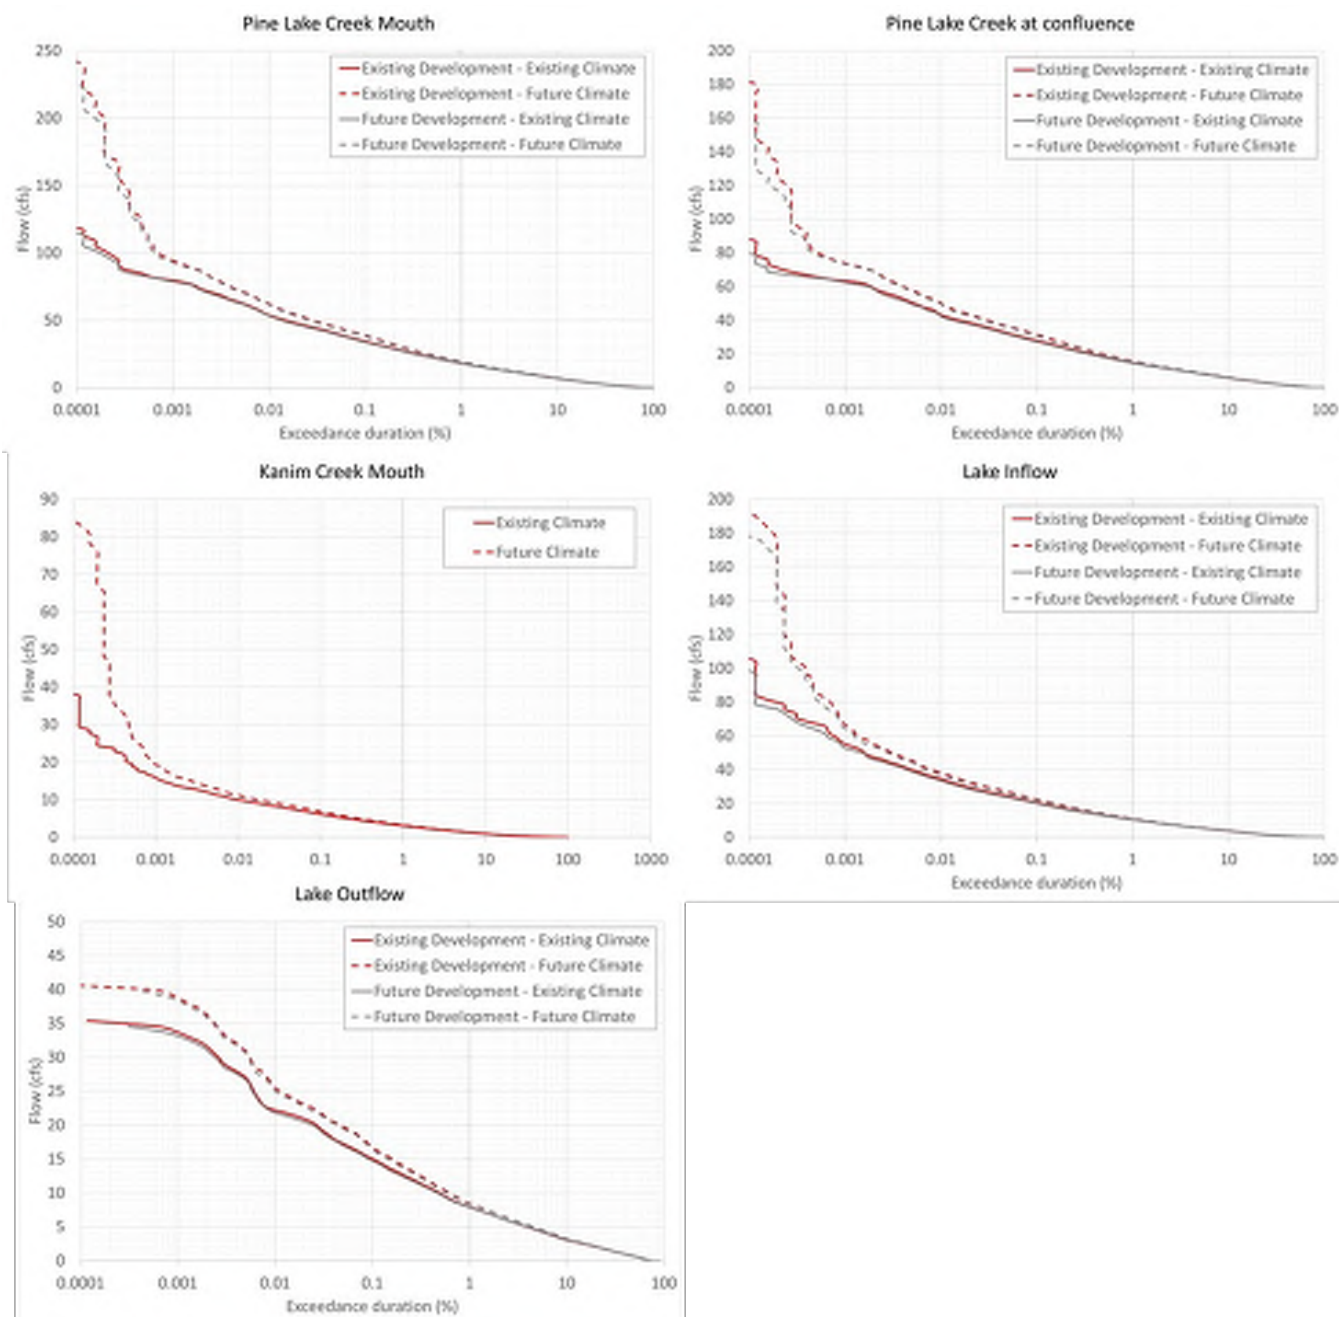 Pine Lake Creek Mouth
250
200
150
100
50
0
Flow (cfs)
Existing Development - Existing Climate
Existing Development - Future Climate
Future Development - Existing Climate
Future Development - Future Climate
0.0001 0.001 0.01 0.1 1 10 100
Exceedance duration (%)
Pine Lake Creek at confluence
200
180
160
140
120
100
80
60
40
20
0
Flow (cfs)
Existing Development - Existing Climate
Existing Development - Future Climate
Future Development - Existing Climate
Future Development - Future Climate
0.0001 0.001 0.01 0.1 1 10 100
Exceedance duration (%)
Kanim Creek Mouth
90
80
70
60
50
40
30
20
10
0
Flow (cfs)
Existing Climate
Future Climate
0.0001 0.001 0.01 0.1 1 10 100 1000
Lake Inflow
200
180
160
140
120
100
80
60
40
20
0
Flow (cfs)
Existing Development - Existing Climate
Existing Development - Future Climate
Future Development - Existing Climate
Future Development - Future Climate
0.0001 0.001 0.01 0.1 1 10 100
Exceedance duration (%)
Lake Outflow
50
45
40
35
30
25
20
15
10
5
0
Flow (cfs)
Existing Development - Existing Climate
Existing Development - Future Climate
Future Development - Existing Climate
Future Development - Future Climate
0.0001 0.001 0.01 0.1 1 10 100
Exceedance duration (%)